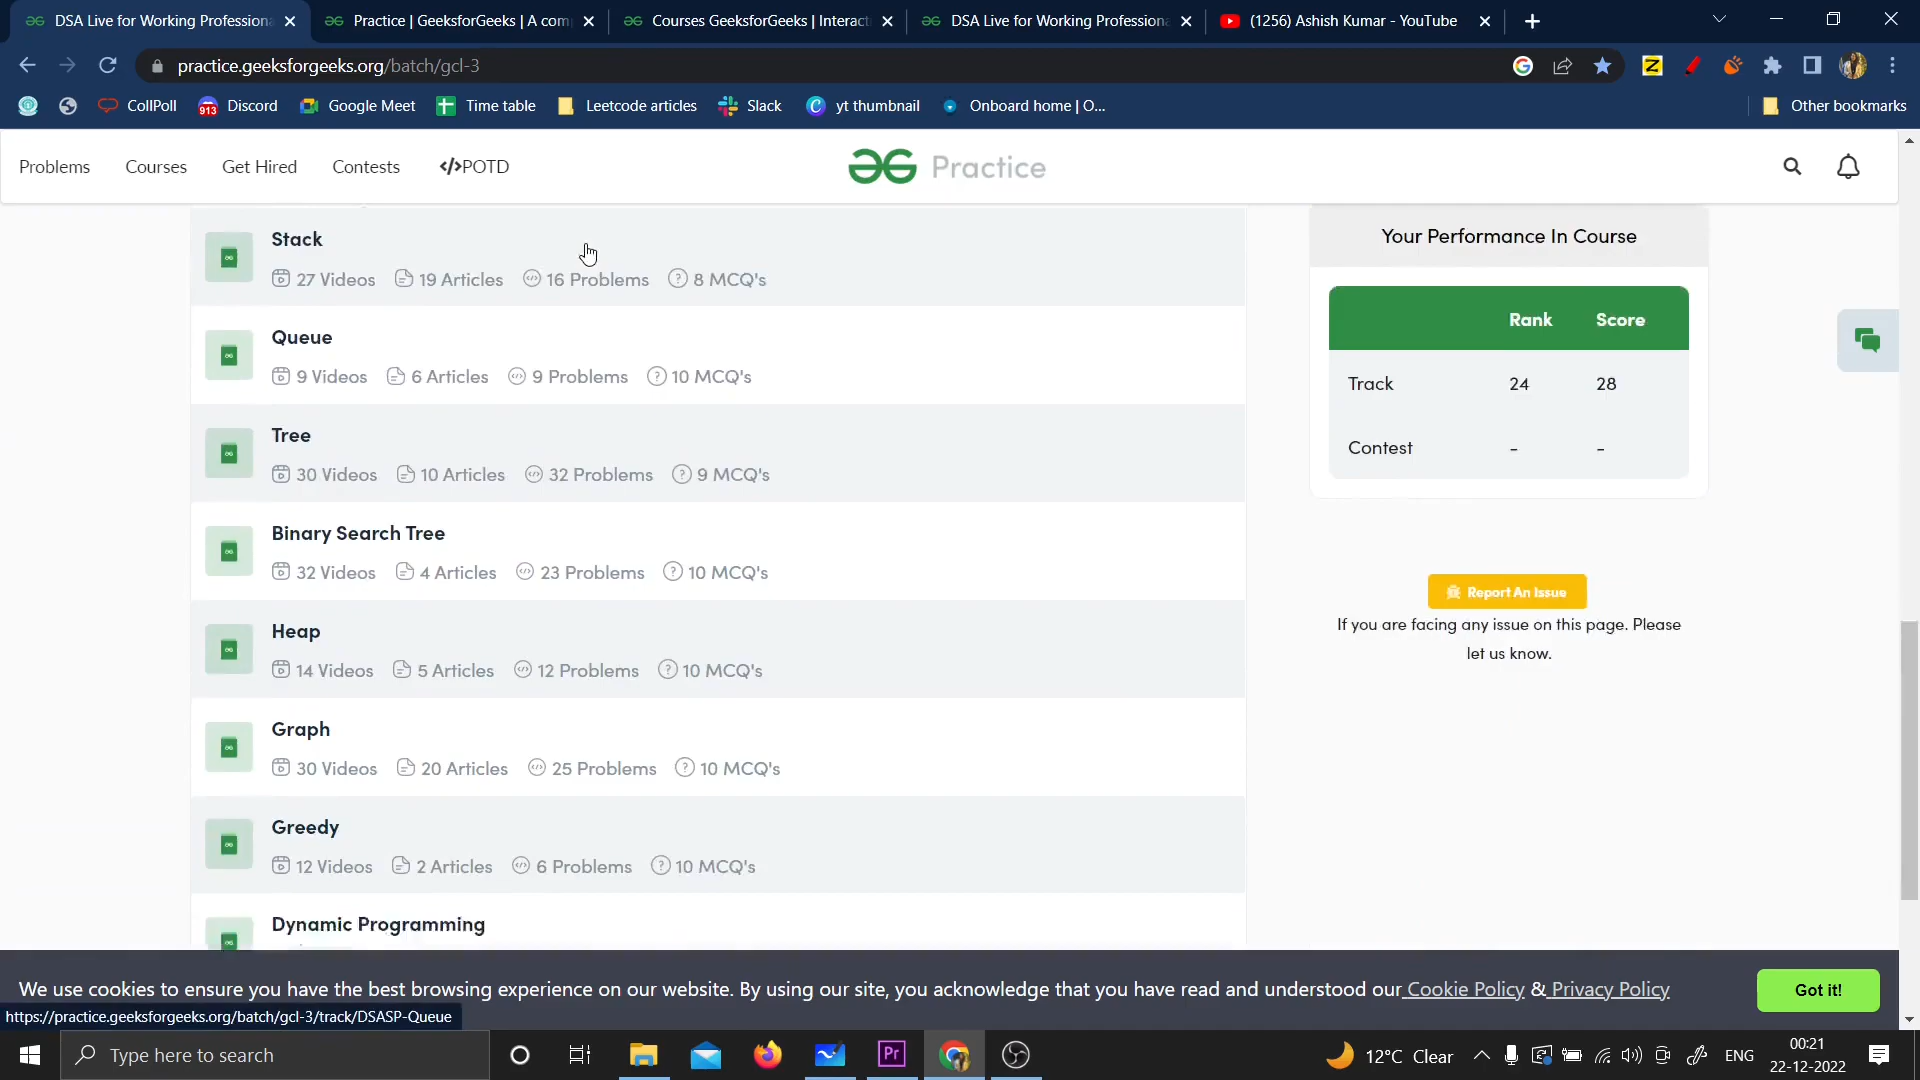 DSA Live for Working Professiona
Practice | GeeksforGeeks | A com
Courses GeeksforGeeks | Interact
DSA Live for Working Professiona
(1256) Ashish Kumar - YouTube
practice.geeksforgeeks.org/batch/gcl-3
CollPoll
913 Discord
Google Meet
Time table
Leetcode articles
Slack
yt thumbnail
Onboard home | O...
Other bookmarks
Problems Courses Get Hired Contests </>POTD
Practice
Stack
27 Videos 19 Articles 16 Problems 8 MCQ's
Queue
9 Videos 6 Articles 9 Problems 10 MCQ's
Tree
30 Videos 10 Articles 32 Problems 9 MCQ's
Binary Search Tree
32 Videos 4 Articles 23 Problems 10 MCQ's
Heap
14 Videos 5 Articles 12 Problems 10 MCQ's
Graph
30 Videos 20 Articles 25 Problems 10 MCQ's
Greedy
12 Videos 2 Articles 6 Problems 10 MCQ's
Dynamic Programming
Your Performance In Course
Rank Score
Track 24 28
Contest - -
Report An Issue
If you are facing any issue on this page. Please
let us know.
We use cookies to ensure you have the best browsing experience on our website. By using our site, you acknowledge that you have read and understood our Cookie Policy & Privacy Policy
Got it!
https://practice.geeksforgeeks.org/batch/gcl-3/track/DSASP-Queue
Type here to search
Pr
12°C Clear
ENG
00:21
22-12-2022